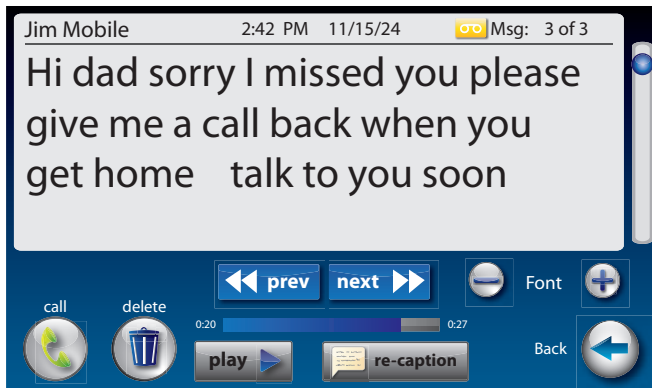 Jim Mobile 2:42 PM 11/15/24 Msg: 3 of 3
Hi dad sorry I missed you please
give me a call back when you
get home talk to you soon
prev next Font
call delete
0:20 0:27
play re-caption Back